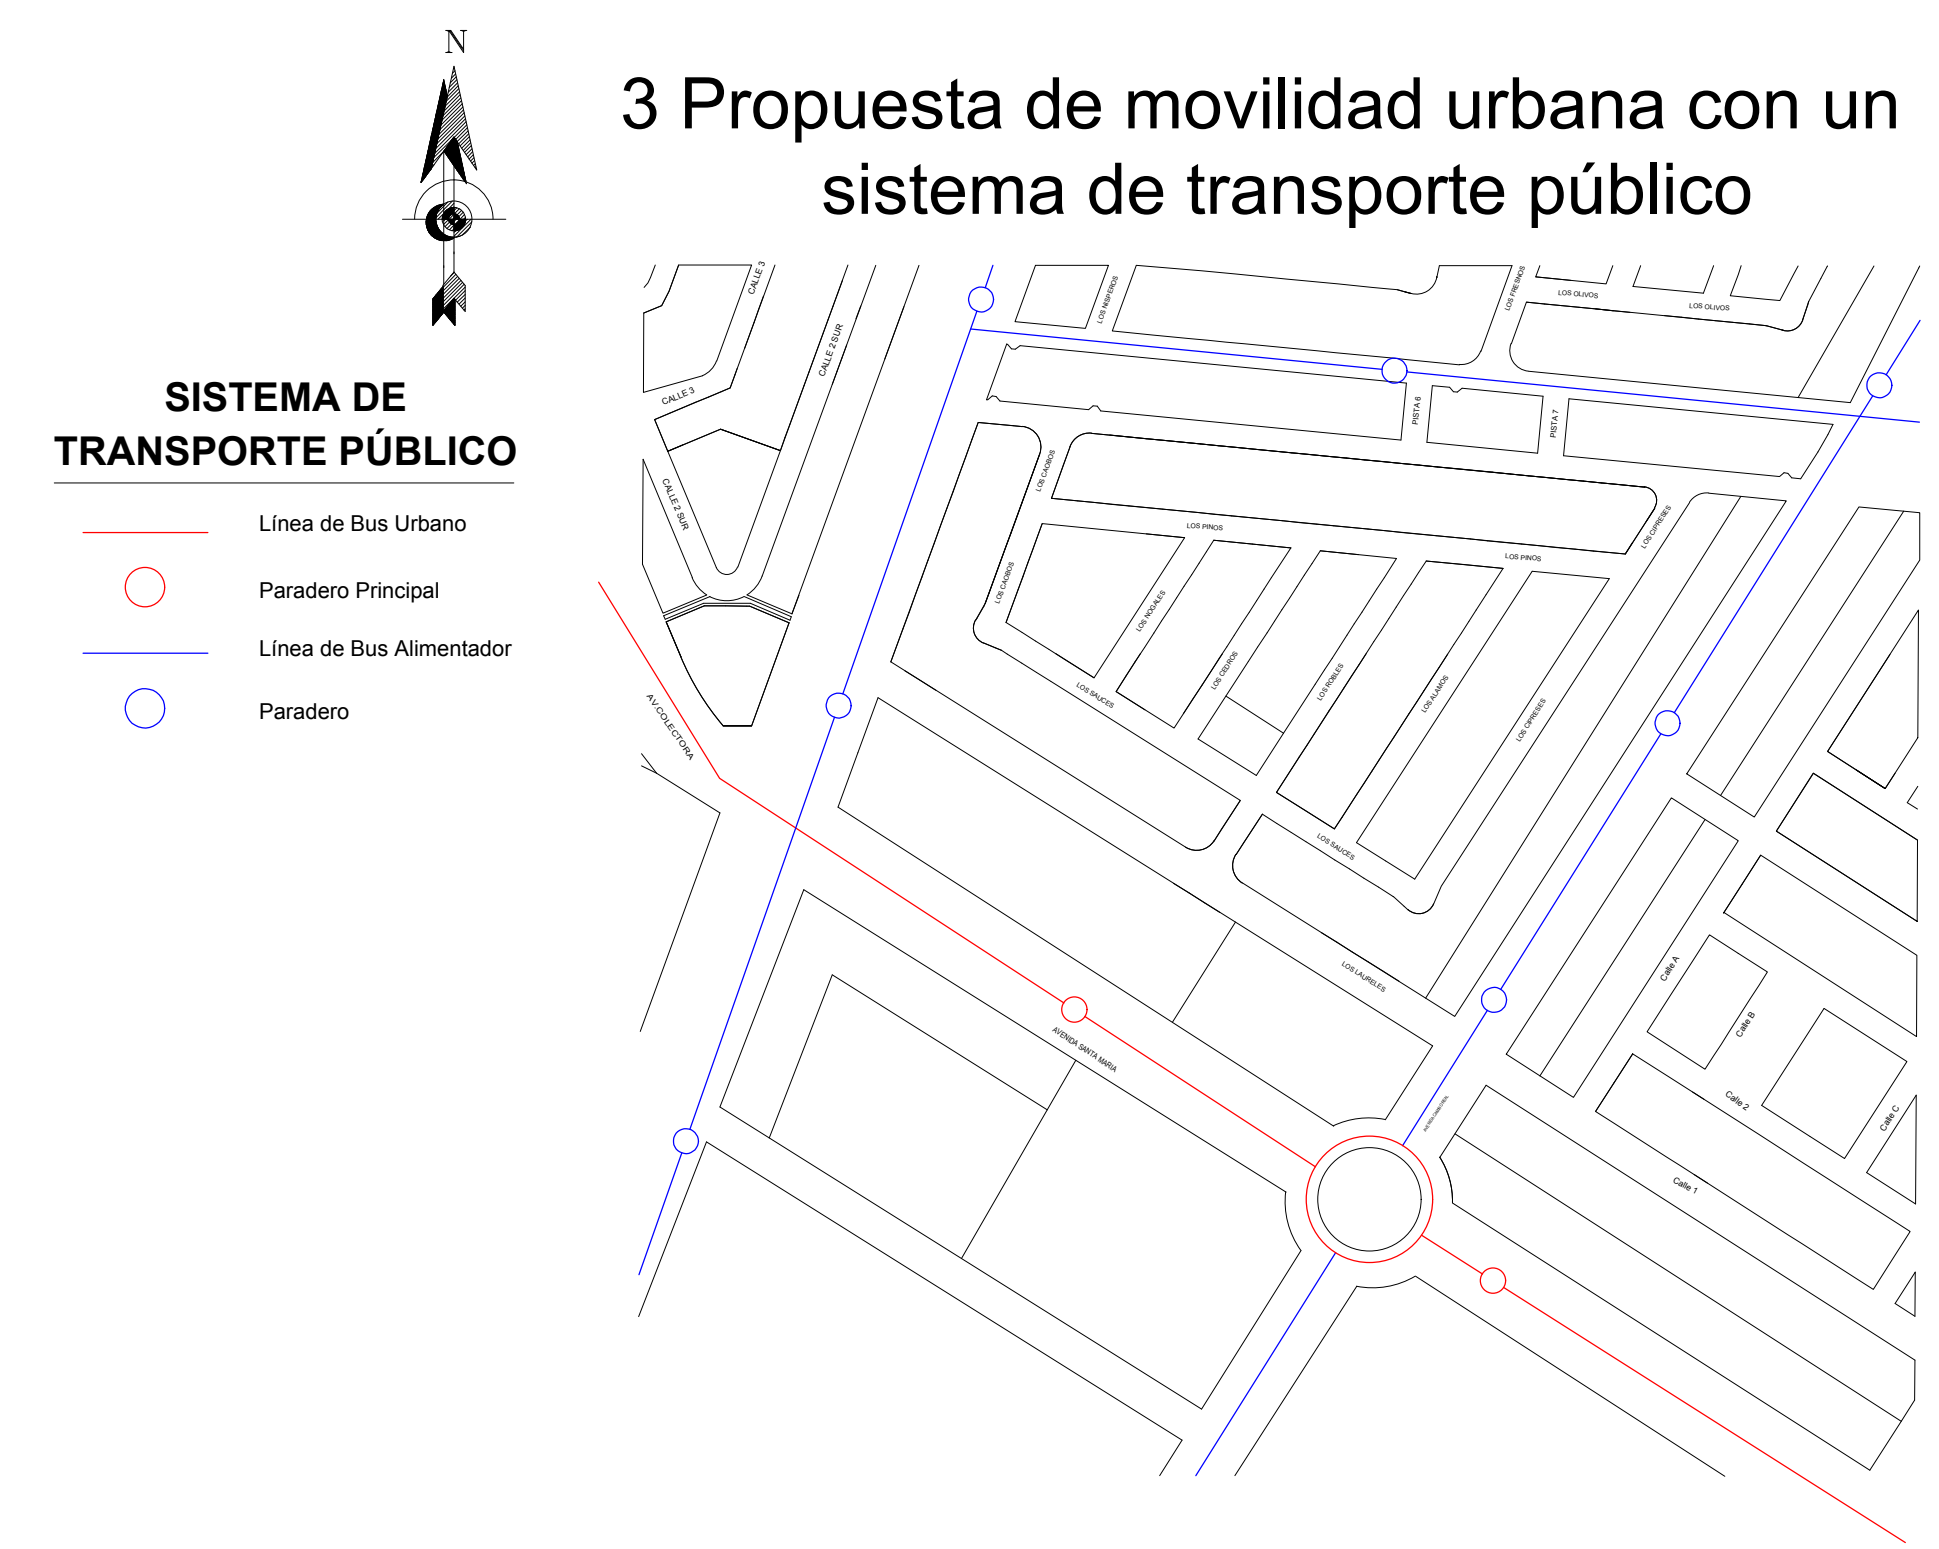 N
3 Propuesta de movilidad urbana con un
sistema de transporte público
SISTEMA DE
TRANSPORTE PÚBLICO
Línea de Bus Urbano
Paradero Principal
Línea de Bus Alimentador
Paradero
CALLE 3
CALLE 3
CALLE 2 SUR
CALLE 2 SUR
LOS NISPEROS
LOS FRESNOS
LOS OLIVOS
LOS OLIVOS
PISTA 6
PISTA 7
LOS CAOBOS
LOS CAOBOS
LOS PINOS
LOS PINOS
LOS CIPRESES
LOS NOGALES
LOS CEDROS
LOS ROBLES
LOS ALAMOS
LOS CIPRESES
LOS SAUCES
LOS SAUCES
AV.COLECTORA
LOS LAURELES
AVENIDA SANTA MARIA
Calle A
Calle B
Calle 2
Calle C
Calle 1